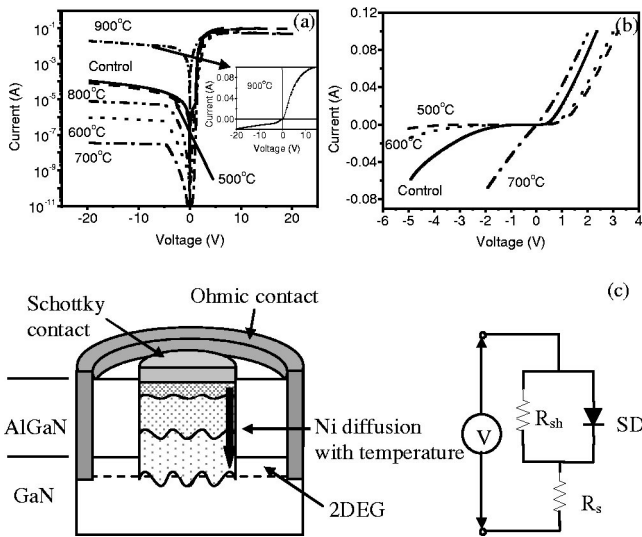 (a)
10⁻¹
10⁻³
10⁻⁵
10⁻⁷
10⁻⁹
10⁻¹¹
Current (A)
900°C
Control
800°C
600°C
700°C
500°C
-20 -10 0 10 20
Voltage (V)
0.10
0.05
0.00
Current (A)
900°C
-20 -10 0 10
Voltage (V)
(b)
0.12
0.08
0.04
0.00
-0.04
-0.08
Current (A)
500°C
600°C
Control
700°C
-6 -5 -4 -3 -2 -1 0 1 2 3 4
Voltage (V)
(c)
Schottky
contact
Ohmic contact
AlGaN
GaN
Ni diffusion
with temperature
2DEG
V
Rsh
SD
Rs